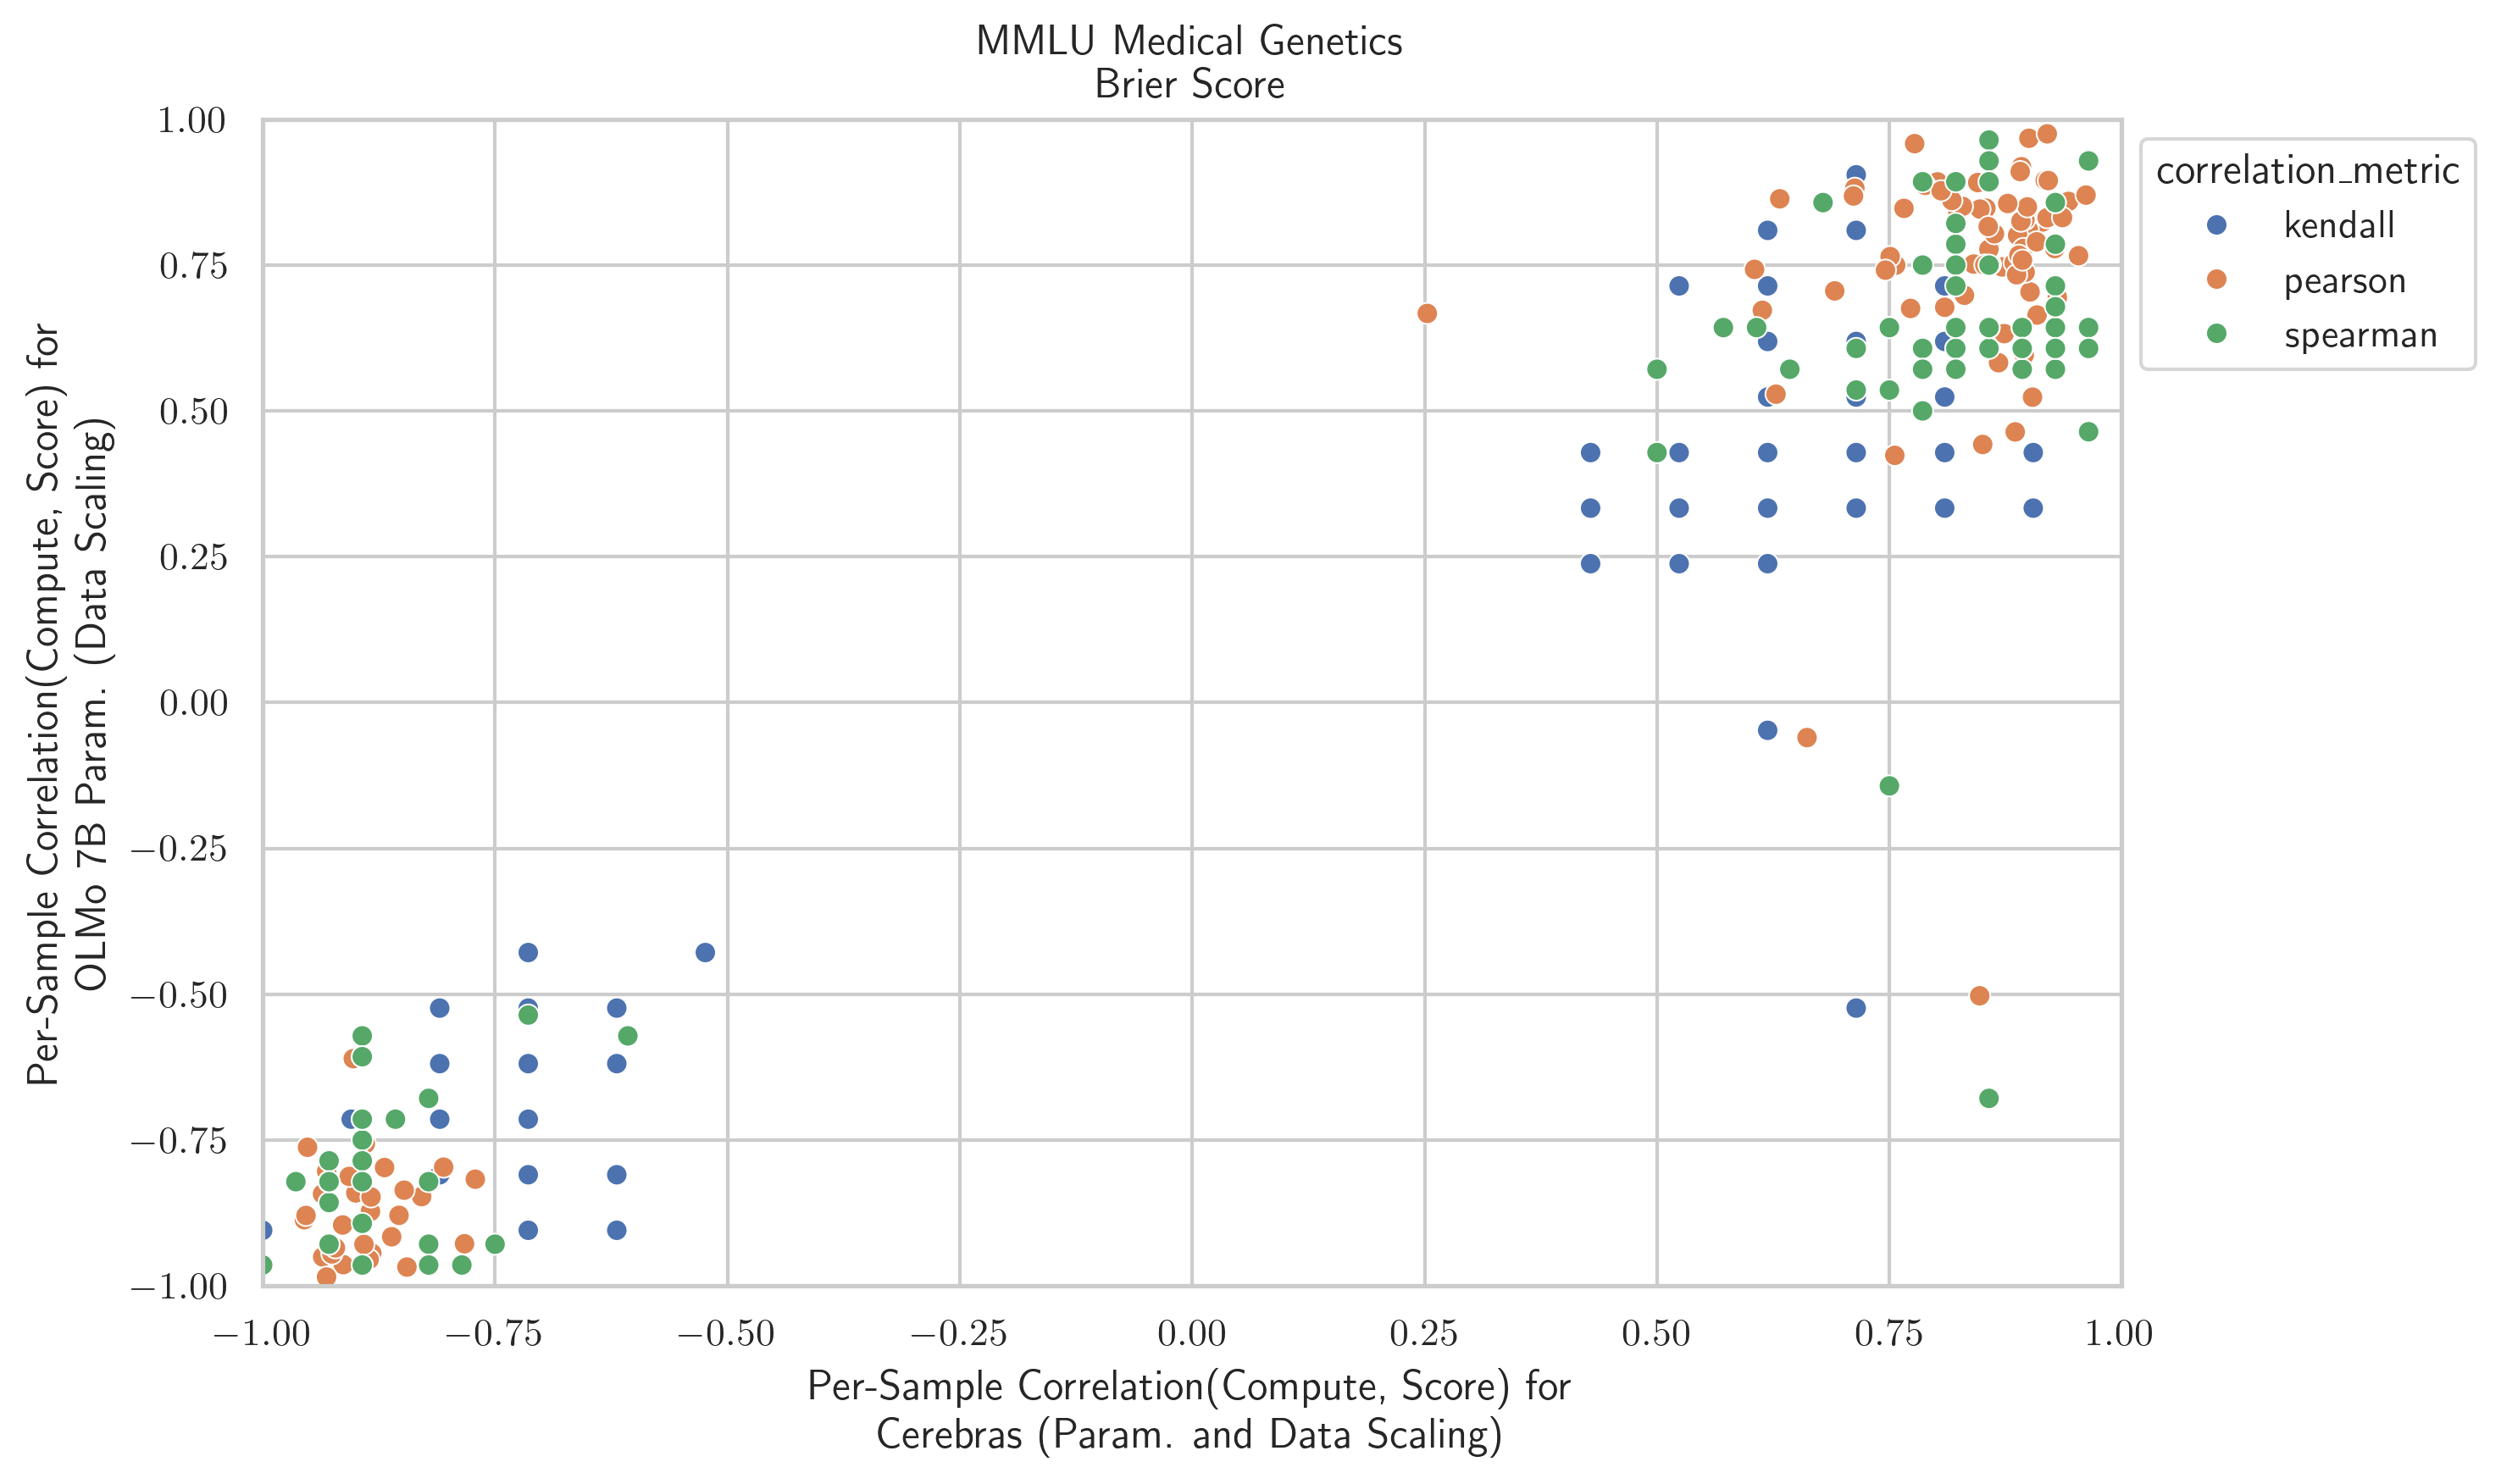 MMLU Medical Genetics
Brier Score
Per-Sample Correlation(Compute, Score) for
OLMo 7B Param. (Data Scaling)
1.00
0.75
0.50
0.25
0.00
−0.25
−0.50
−0.75
−1.00
−1.00 −0.75 −0.50 −0.25 0.00 0.25 0.50 0.75 1.00
Per-Sample Correlation(Compute, Score) for
Cerebras (Param. and Data Scaling)
correlation_metric
kendall
pearson
spearman